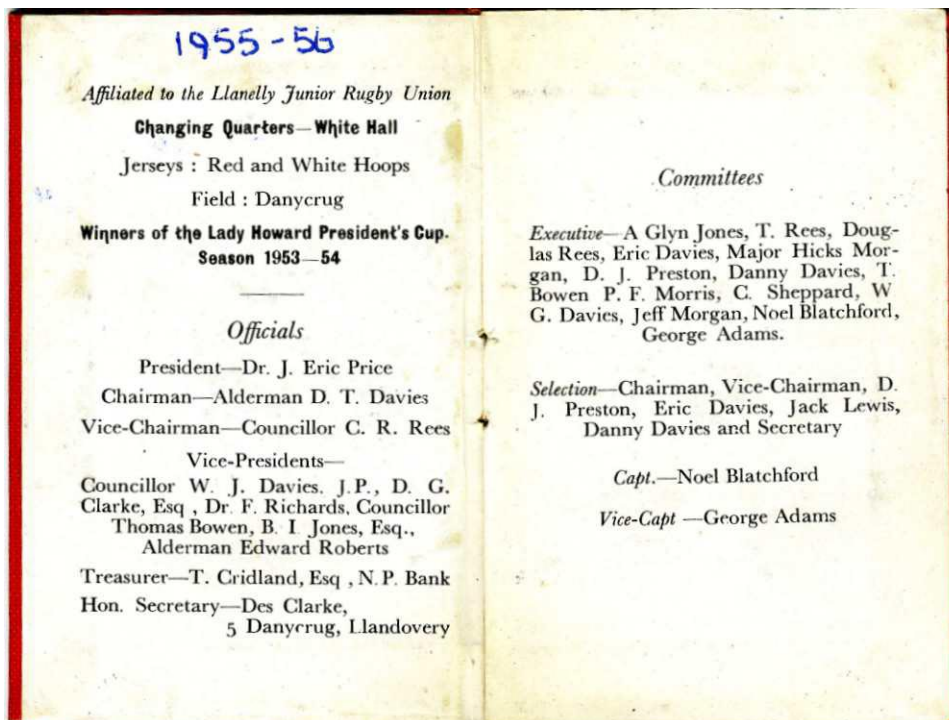 1955-56
Affiliated to the Llanelly Junior Rugby Union
Changing Quarters—White Hall
Jerseys : Red and White Hoops
Field : Danycrug
Winners of the Lady Howard President's Cup.
Season 1953—54
Officials
President—Dr. J. Eric Price
Chairman—Alderman D. T. Davies
Vice-Chairman—Councillor C. R. Rees
Vice-Presidents—
Councillor W. J. Davies. J.P., D. G.
Clarke, Esq , Dr. F. Richards, Councillor
Thomas Bowen, B. I Jones, Esq.,
Alderman Edward Roberts
Treasurer—T. Cridland, Esq , N.P. Bank
Hon. Secretary—Des Clarke,
5 Danycrug, Llandovery
Committees
Executive—A Glyn Jones, T. Rees, Doug-
las Rees, Eric Davies, Major Hicks Mor-
gan, D. J. Preston, Danny Davies, T.
Bowen P. F. Morris, C. Sheppard, W
G. Davies, Jeff Morgan, Noel Blatchford,
George Adams.
Selection—Chairman, Vice-Chairman, D.
J. Preston, Eric Davies, Jack Lewis,
Danny Davies and Secretary
Capt.—Noel Blatchford
Vice-Capt —George Adams